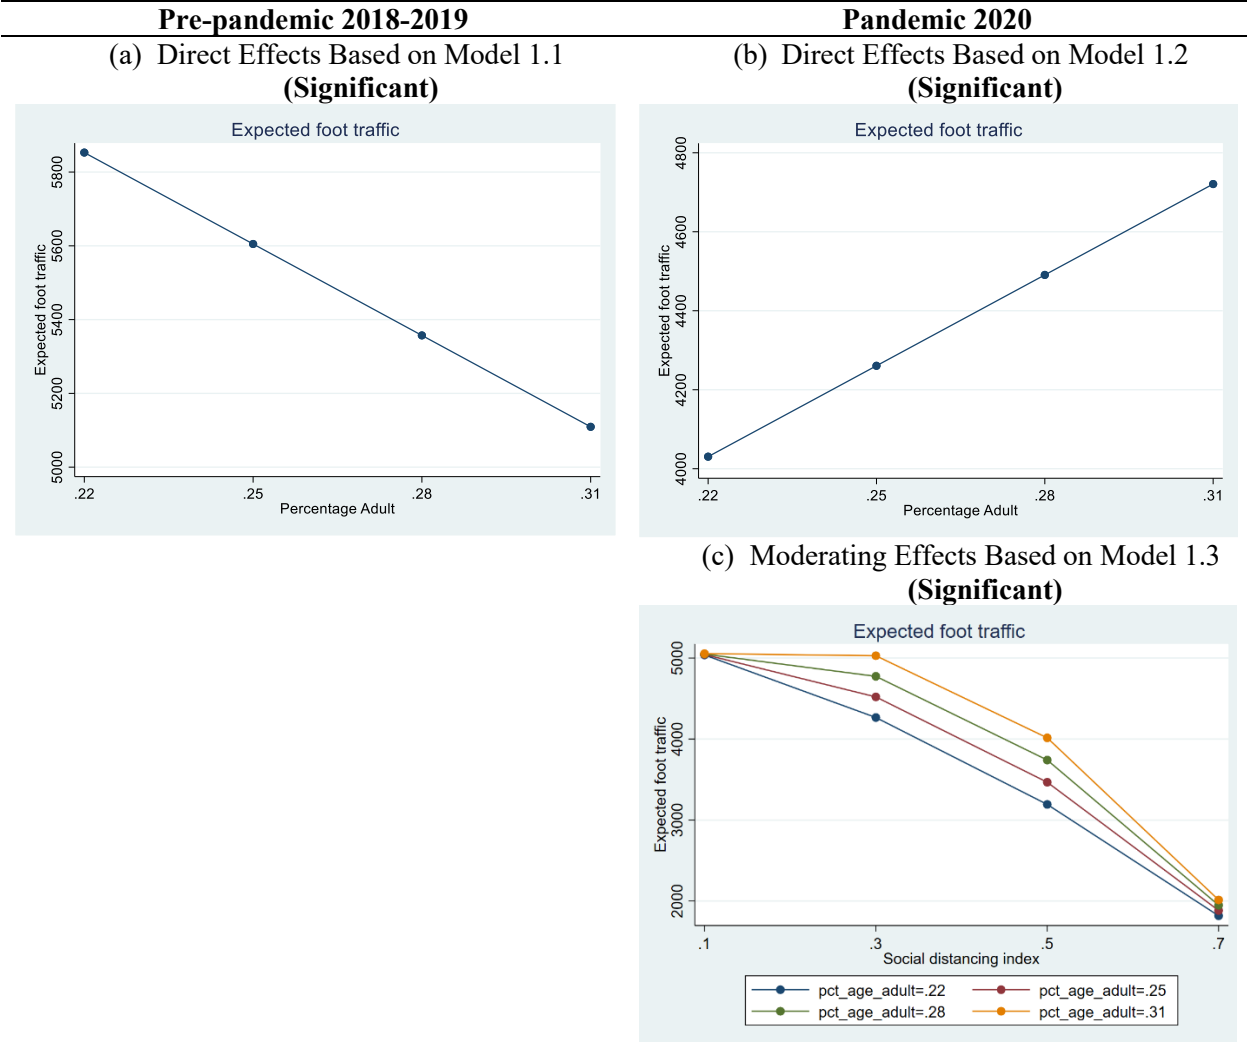 Pre-pandemic 2018-2019
Pandemic 2020
(a) Direct Effects Based on Model 1.1
(Significant)
Expected foot traffic
Expected foot traffic
5800
5600
5400
5200
5000
.22
.25
.28
.31
Percentage Adult
(b) Direct Effects Based on Model 1.2
(Significant)
Expected foot traffic
Expected foot traffic
4800
4600
4400
4200
4000
.22
.25
.28
.31
Percentage Adult
(c) Moderating Effects Based on Model 1.3
(Significant)
Expected foot traffic
Expected foot traffic
5000
4000
3000
2000
.1
.3
.5
.7
Social distancing index
pct_age_adult=.22
pct_age_adult=.25
pct_age_adult=.28
pct_age_adult=.31